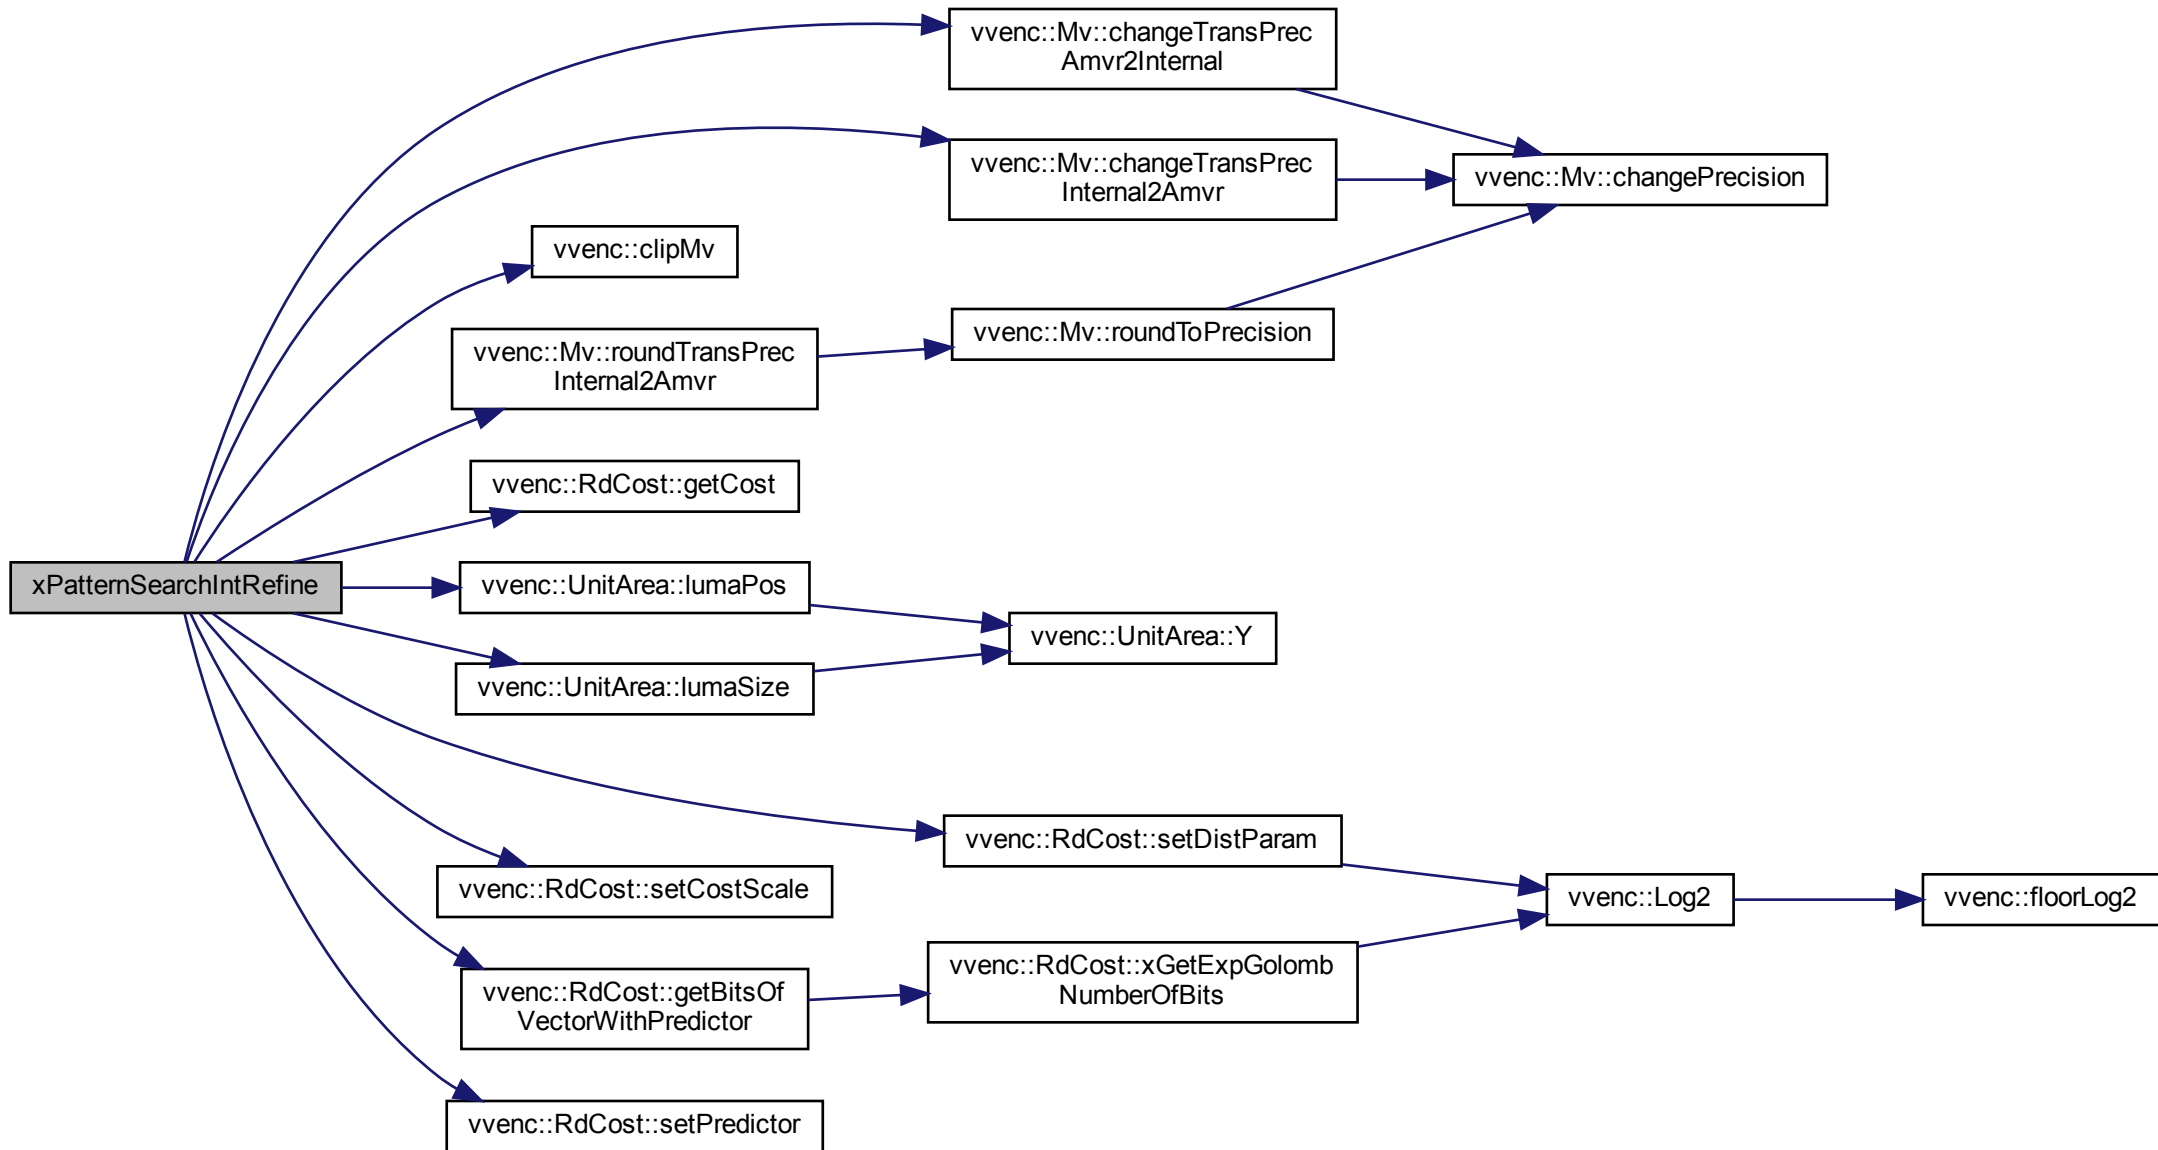 vvenc::Mv::changeTransPrec
Amvr2Internal
vvenc::Mv::changeTransPrec
Internal2Amvr
vvenc::Mv::changePrecision
vvenc::clipMv
vvenc::Mv::roundTransPrec
Internal2Amvr
vvenc::Mv::roundToPrecision
vvenc::RdCost::getCost
xPatternSearchIntRefine
vvenc::UnitArea::lumaPos
vvenc::UnitArea::Y
vvenc::UnitArea::lumaSize
vvenc::RdCost::setDistParam
vvenc::RdCost::setCostScale
vvenc::Log2
vvenc::floorLog2
vvenc::RdCost::getBitsOf
VectorWithPredictor
vvenc::RdCost::xGetExpGolomb
NumberOfBits
vvenc::RdCost::setPredictor